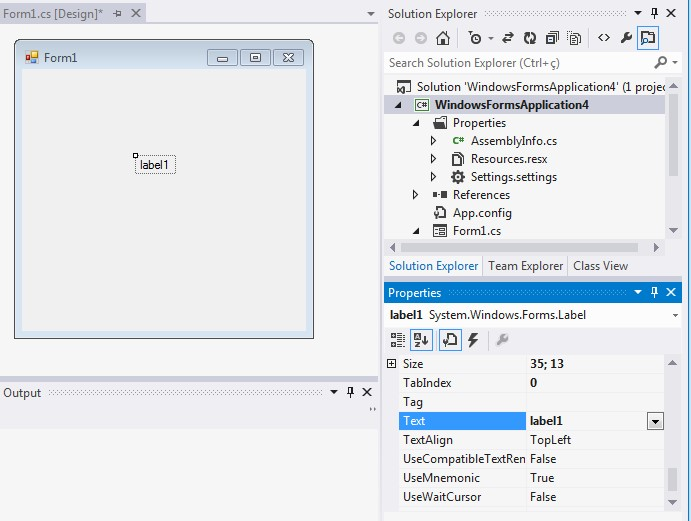 Form1.cs [Design]*
Form1
label1
Output
Solution Explorer
Search Solution Explorer (Ctrl+ç)
Solution 'WindowsFormsApplication4' (1 projec
C# WindowsFormsApplication4
Properties
C# AssemblyInfo.cs
Resources.resx
Settings.settings
References
App.config
Form1.cs
Solution Explorer Team Explorer Class View
Properties
label1 System.Windows.Forms.Label
Size 35; 13
TabIndex 0
Tag
Text label1
TextAlign TopLeft
UseCompatibleTextRen False
UseMnemonic True
UseWaitCursor False